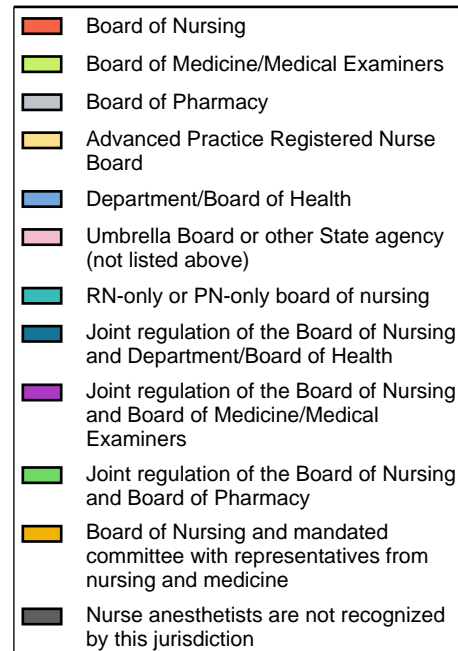 Board of Nursing
Board of Medicine/Medical Examiners
Board of Pharmacy
Advanced Practice Registered Nurse
Board
Department/Board of Health
Umbrella Board or other State agency
(not listed above)
RN-only or PN-only board of nursing
Joint regulation of the Board of Nursing
and Department/Board of Health
Joint regulation of the Board of Nursing
and Board of Medicine/Medical
Examiners
Joint regulation of the Board of Nursing
and Board of Pharmacy
Board of Nursing and mandated
committee with representatives from
nursing and medicine
Nurse anesthetists are not recognized
by this jurisdiction